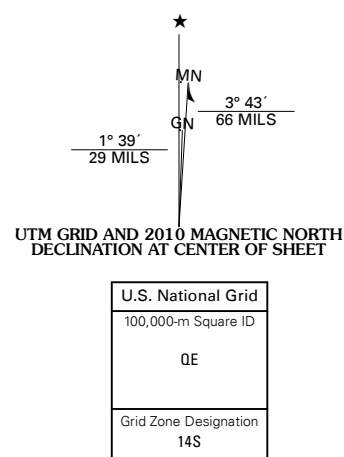 ★
MN
3° 43´
66 MILS
GN
1° 39´
29 MILS
UTM GRID AND 2010 MAGNETIC NORTH
DECLINATION AT CENTER OF SHEET
U.S. National Grid
100,000-m Square ID
QE
Grid Zone Designation
14S